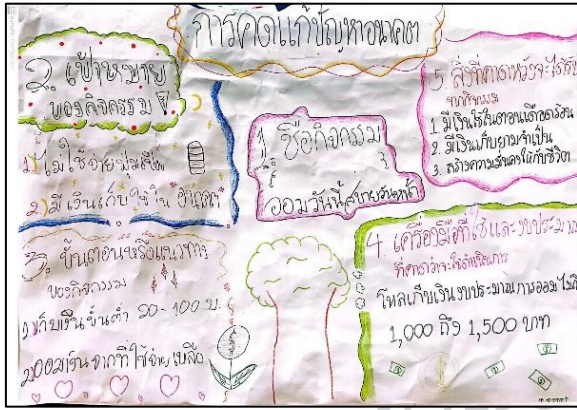 การคิดแก้ปัญหาอนาคต
2. เป้าหมาย
ของกิจกรรม
1) ไม่ใช้จ่ายฟุ่มเฟือย
2) มีเงินเก็บใช้ใน "อนาคต"
1) ชื่อกิจกรรม
ออมวันนี้สบายวันหน้า
5. สิ่งที่คาดหวังจะได้รับ
จากกิจกรรม
1. มีเงินใช้ในตอนเดือดร้อน
2. มีเงินเก็บยามจำเป็น
3. สร้างความมั่นคงให้กับชีวิต
3. ขั้นตอนหรือแนวทาง
ของกิจกรรม
1) เก็บเงินขั้นต่ำ 20-100 บ.
2) ออมเงินจากที่ใช้จ่ายเหลือ
4. เครื่องมือที่ใช้และงบประมาณ
ที่คาดว่าจะใช้ดำเนินการ
โหลเก็บเงินงบประมาณการออม
1,000 ถึง 1,500 บาท